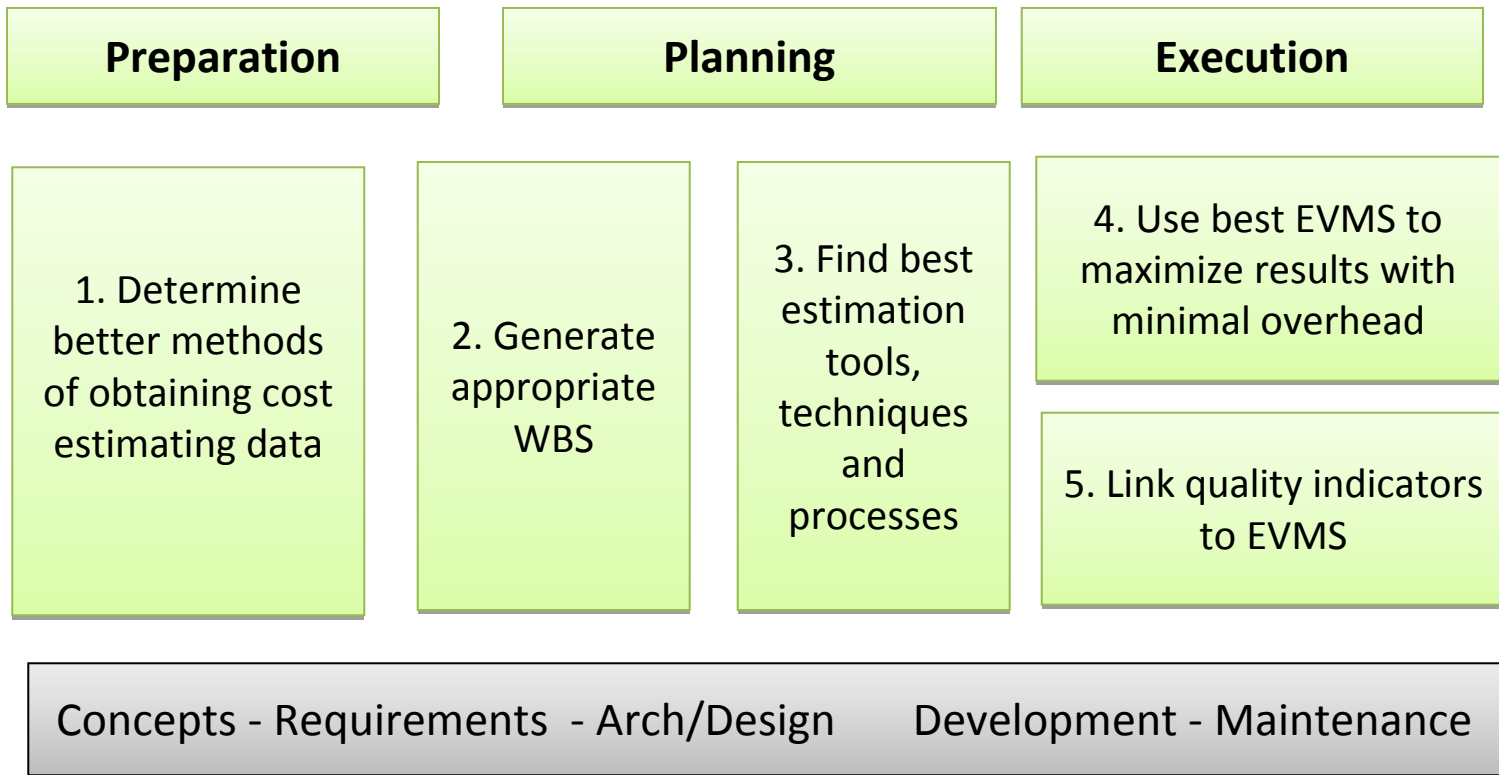 Preparation
Planning
Execution
1. Determine
better methods
of obtaining cost
estimating data
2. Generate
appropriate
WBS
3. Find best
estimation
tools,
techniques
and
processes
4. Use best EVMS to
maximize results with
minimal overhead
5. Link quality indicators
to EVMS
Concepts - Requirements - Arch/Design Development - Maintenance